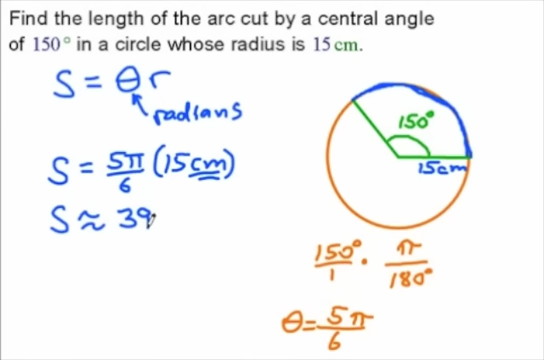 Find the length of the arc cut by a central angle
of 150° in a circle whose radius is 15 cm.
S = θ r
radians
S = 5π/6 (15cm)
S ≈ 39
150°
15cm
150°/1 · π/180°
θ = 5π/6